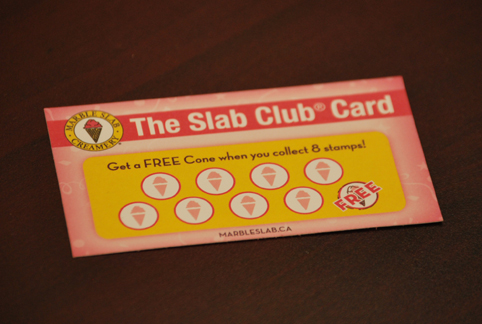 MARBLE SLAB
CREAMERY
The Slab Club® Card
Get a FREE Cone when you collect 8 stamps!
FREE
MARBLESLAB.CA